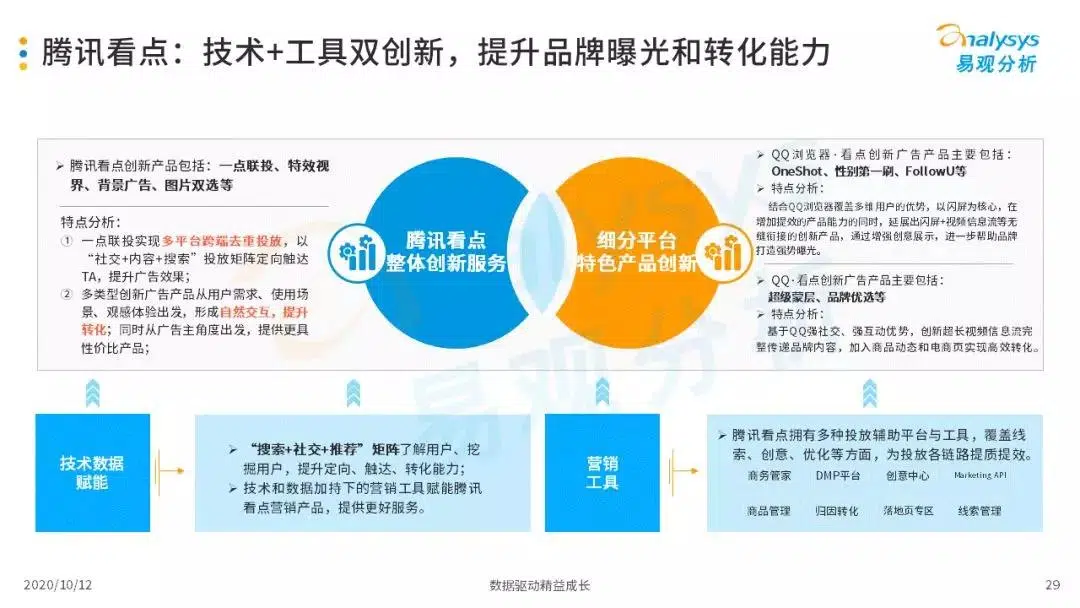 腾讯看点：技术+工具双创新，提升品牌曝光和转化能力
analysys
易观分析
腾讯看点创新产品包括：一点联投、特效视
界、背景广告、图片双选等
特点分析：
① 一点联投实现多平台跨端去重投放，以
“社交+内容+搜索”投放矩阵定向触达
TA，提升广告效果；
② 多类型创新广告产品从用户需求、使用场
景、观感体验出发，形成自然交互，提升
转化；同时从广告主角度出发，提供更具
性价比产品；
腾讯看点
整体创新服务
细分平台
特色产品创新
QQ浏览器·看点创新广告产品主要包括：
OneShot、性别第一刷、FollowU等
特点分析：
结合QQ浏览器覆盖多维用户的优势，以闪屏为核心，在
增加提效的产品能力的同时，延展出闪屏+视频信息流等无
缝衔接的创新产品，通过增强创意展示，进一步帮助品牌
打造强势曝光。
QQ·看点创新广告产品主要包括：
超级蒙层、品牌优选等
特点分析：
基于QQ强社交、强互动优势，创新超长视频信息流完
整传递品牌内容，加入商品动态和电商页实现高效转化。
技术数据
赋能
“搜索+社交+推荐”矩阵了解用户、挖
掘用户，提升定向、触达、转化能力；
技术和数据加持下的营销工具赋能腾讯
看点营销产品，提供更好服务。
营销
工具
腾讯看点拥有多种投放辅助平台与工具，覆盖线
索、创意、优化等方面，为投放各链路提质提效。
商务管家 DMP平台 创意中心 Marketing API
商品管理 归因转化 落地页专区 线索管理
易观分析
2020/10/12 数据驱动精益成长 29